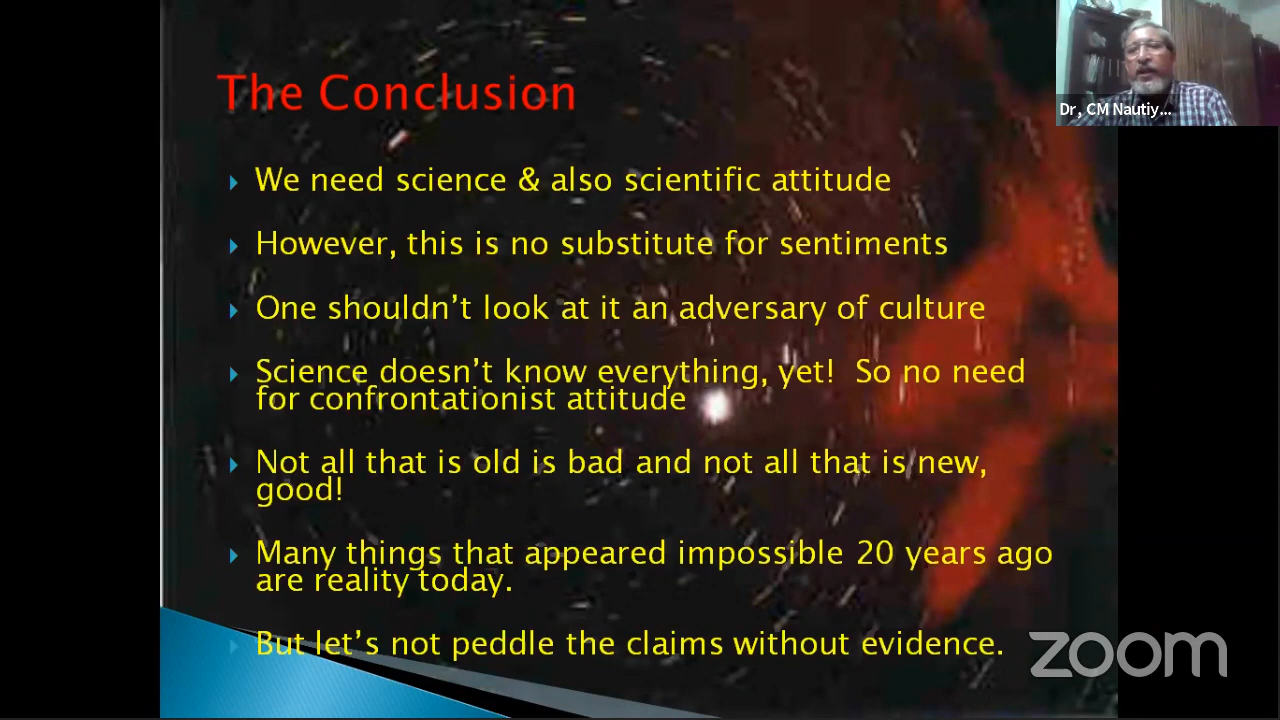 The Conclusion
Dr, CM Nautiy...
We need science & also scientific attitude
However, this is no substitute for sentiments
One shouldn't look at it an adversary of culture
Science doesn't know everything, yet!  So no need
for confrontationist attitude
Not all that is old is bad and not all that is new,
good!
Many things that appeared impossible 20 years ago
are reality today.
But let's not peddle the claims without evidence.
zoom